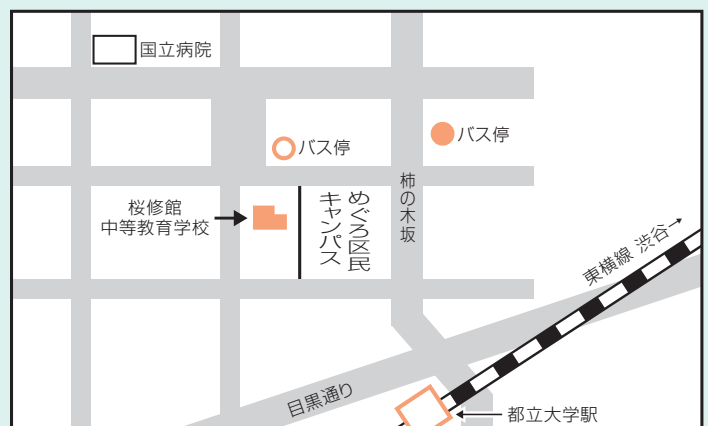 国立病院
バス停
バス停
桜修館
中等教育学校
めぐろ区民
キャンパス
柿の木坂
東横線 渋谷→
目黒通り
都立大学駅